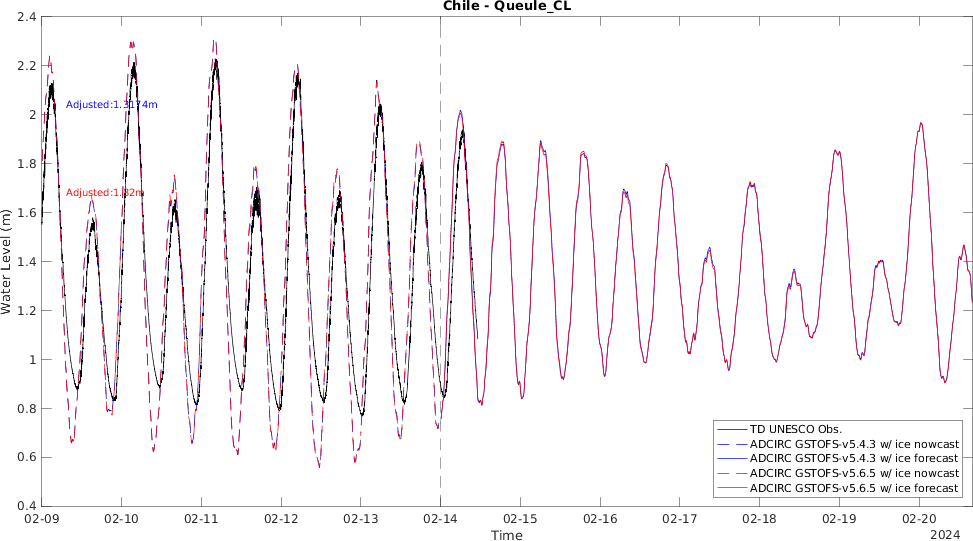 Chile - Queule_CL
2.4
2.2
2
1.8
1.6
1.4
1.2
1
0.8
0.6
0.4
Water Level (m)
Adjusted:1.3174m
Adjusted:1.32m
TD UNESCO Obs.
ADCIRC GSTOFS-v5.4.3 w/ ice nowcast
ADCIRC GSTOFS-v5.4.3 w/ ice forecast
ADCIRC GSTOFS-v5.6.5 w/ ice nowcast
ADCIRC GSTOFS-v5.6.5 w/ ice forecast
02-09 02-10 02-11 02-12 02-13 02-14 02-15 02-16 02-17 02-18 02-19 02-20
Time
2024